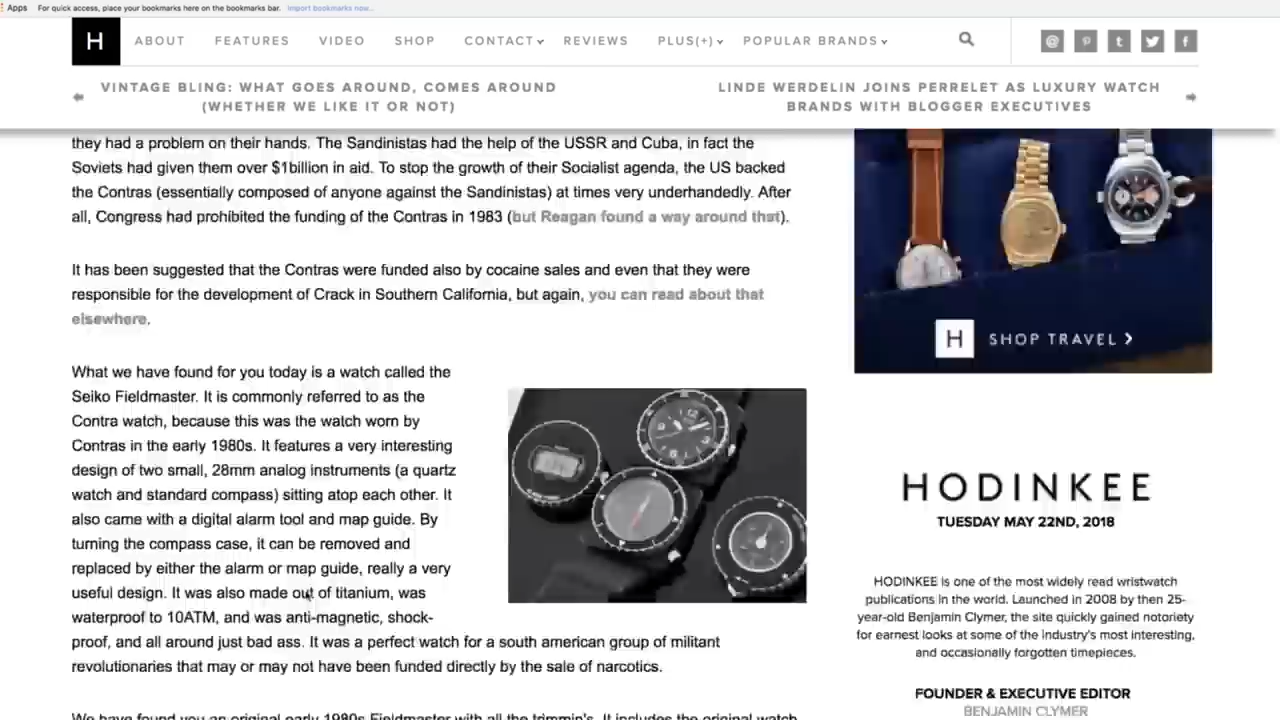 Apps For quick access, place your bookmarks here on the bookmarks bar. Import bookmarks now...
H ABOUT FEATURES VIDEO SHOP CONTACT REVIEWS PLUS(+) POPULAR BRANDS
VINTAGE BLING: WHAT GOES AROUND, COMES AROUND
(WHETHER WE LIKE IT OR NOT)
LINDE WERDELIN JOINS PERRELET AS LUXURY WATCH
BRANDS WITH BLOGGER EXECUTIVES
they had a problem on their hands. The Sandinistas had the help of the USSR and Cuba, in fact the
Soviets had given them over $1billion in aid. To stop the growth of their Socialist agenda, the US backed
the Contras (essentially composed of anyone against the Sandinistas) at times very underhandedly. After
all, Congress had prohibited the funding of the Contras in 1983 (but Reagan found a way around that).
It has been suggested that the Contras were funded also by cocaine sales and even that they were
responsible for the development of Crack in Southern California, but again, you can read about that
elsewhere.
What we have found for you today is a watch called the
Seiko Fieldmaster. It is commonly referred to as the
Contra watch, because this was the watch worn by
Contras in the early 1980s. It features a very interesting
design of two small, 28mm analog instruments (a quartz
watch and standard compass) sitting atop each other. It
also came with a digital alarm tool and map guide. By
turning the compass case, it can be removed and
replaced by either the alarm or map guide, really a very
useful design. It was also made out of titanium, was
waterproof to 10ATM, and was anti-magnetic, shock-
proof, and all around just bad ass. It was a perfect watch for a south american group of militant
revolutionaries that may or may not have been funded directly by the sale of narcotics.
We have found you an original early 1980s Fieldmaster with all the trimmin's. It includes the original watch
H SHOP TRAVEL
HODINKEE
TUESDAY MAY 22ND, 2018
HODINKEE is one of the most widely read wristwatch
publications in the world. Launched in 2008 by then 25-
year-old Benjamin Clymer, the site quickly gained notoriety
for earnest looks at some of the industry's most interesting,
and occasionally forgotten timepieces.
FOUNDER & EXECUTIVE EDITOR
BENJAMIN CLYMER